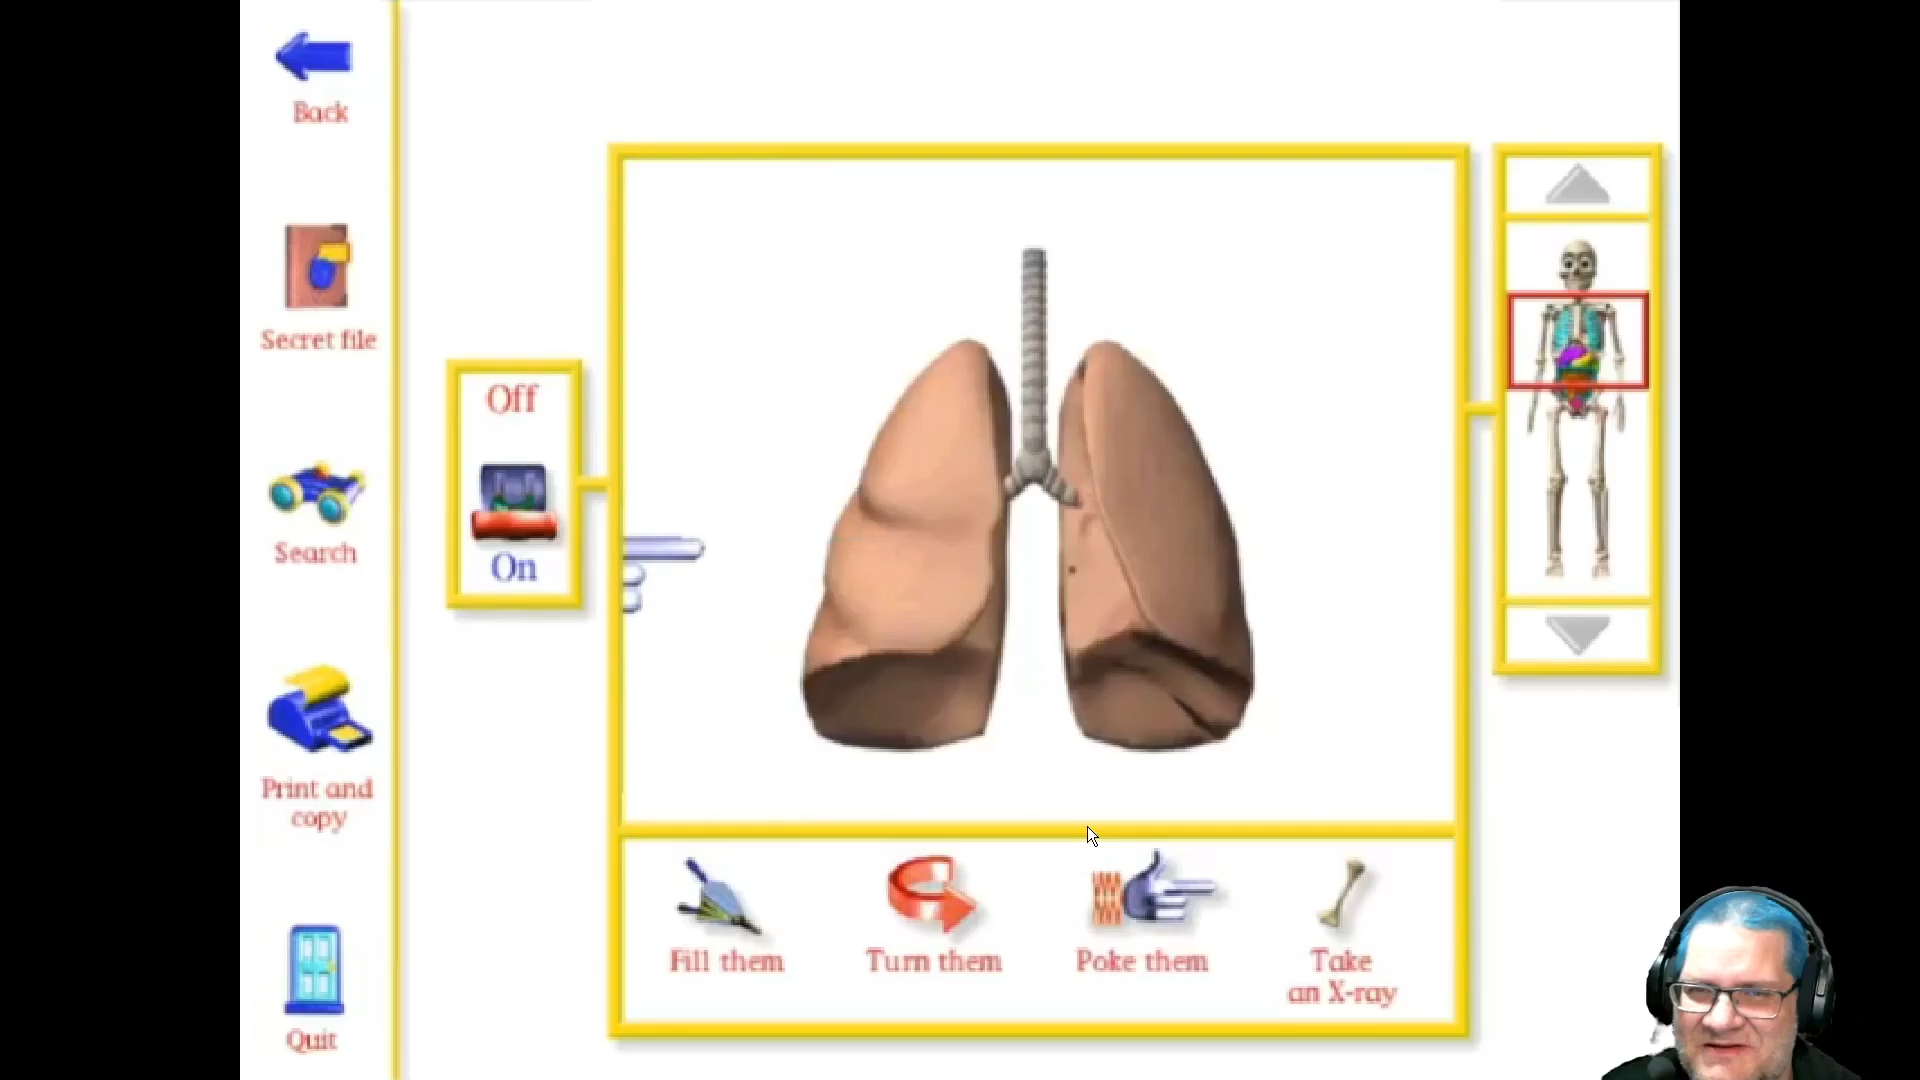 Back
Secret file
Search
Print and
copy
Quit
Off
On
Fill them
Turn them
Poke them
Take
an X-ray